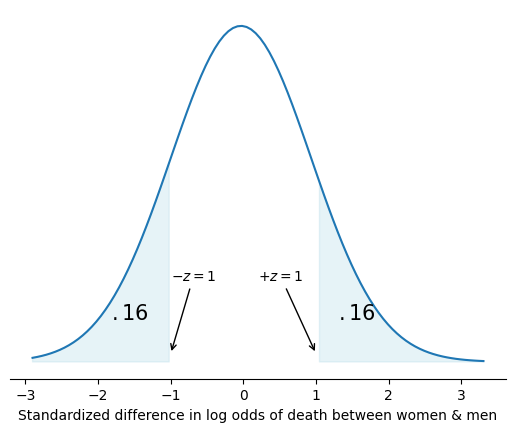 −z = 1
+z = 1
.16
.16
−3 −2 −1 0 1 2 3
Standardized difference in log odds of death between women & men